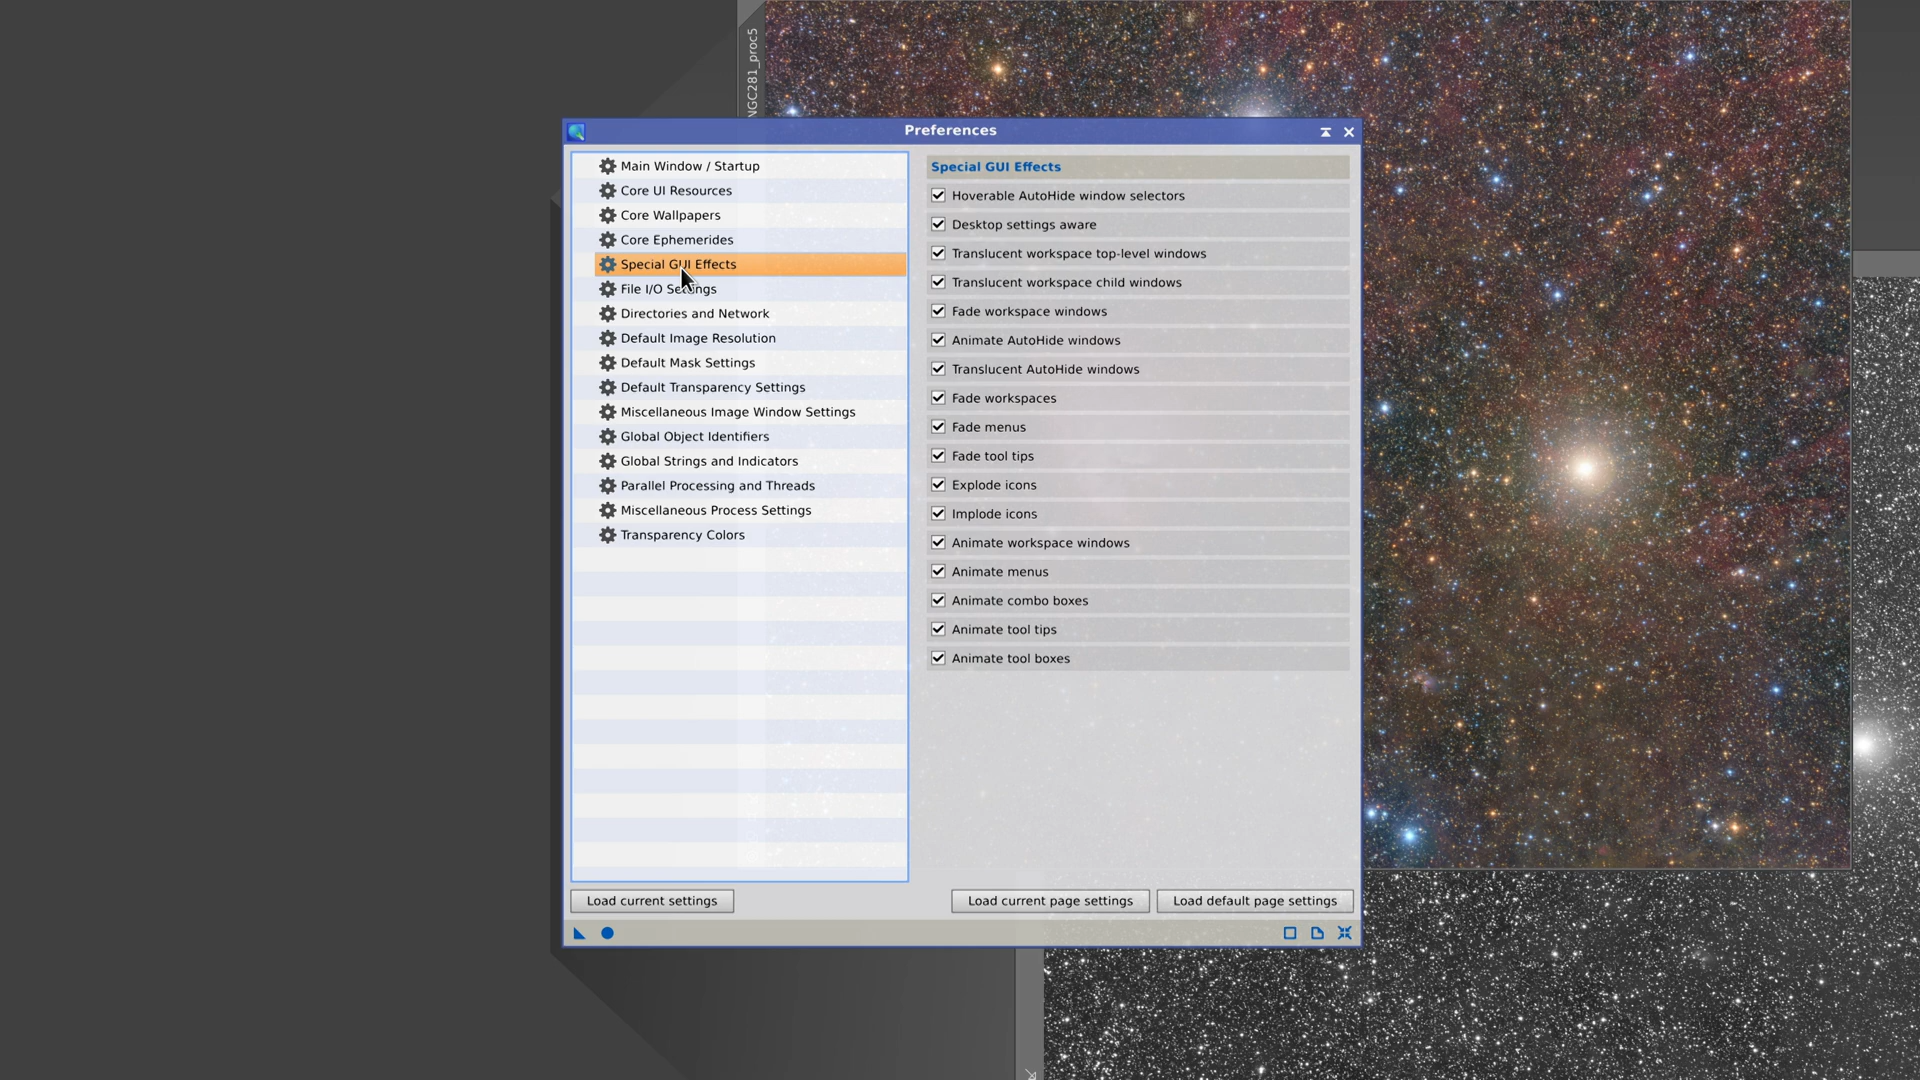 NGC281_proc5
Preferences
Main Window / Startup
Core UI Resources
Core Wallpapers
Core Ephemerides
Special GUI Effects
File I/O Settings
Directories and Network
Default Image Resolution
Default Mask Settings
Default Transparency Settings
Miscellaneous Image Window Settings
Global Object Identifiers
Global Strings and Indicators
Parallel Processing and Threads
Miscellaneous Process Settings
Transparency Colors
Special GUI Effects
Hoverable AutoHide window selectors
Desktop settings aware
Translucent workspace top-level windows
Translucent workspace child windows
Fade workspace windows
Animate AutoHide windows
Translucent AutoHide windows
Fade workspaces
Fade menus
Fade tool tips
Explode icons
Implode icons
Animate workspace windows
Animate menus
Animate combo boxes
Animate tool tips
Animate tool boxes
Load current settings
Load current page settings
Load default page settings